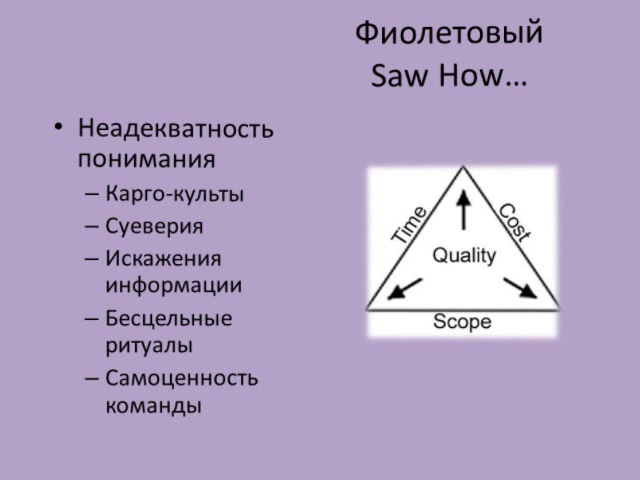 Фиолетовый
Saw How…
• Неадекватность
понимания
– Карго-культы
– Суеверия
– Искажения
информации
– Бесцельные
ритуалы
– Самоценность
команды
Time
Cost
Quality
Scope